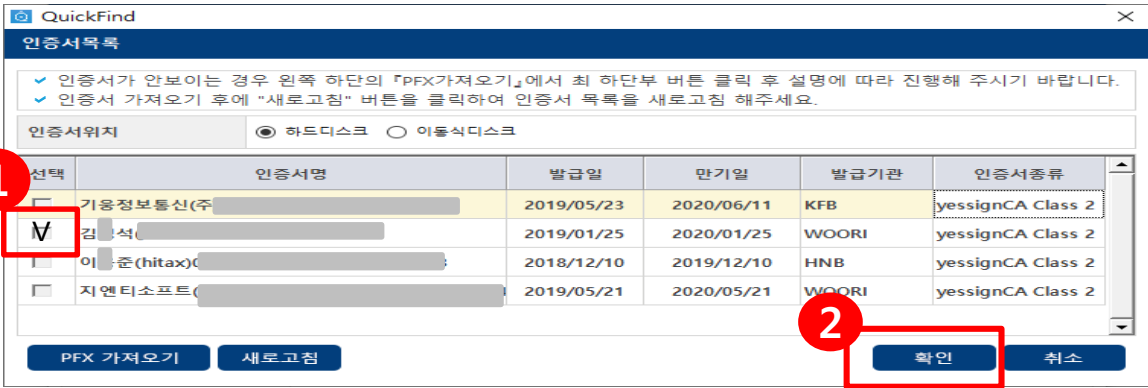 QuickFind
인증서목록
✓ 인증서가 안보이는 경우 왼쪽 하단의 『PFX가져오기』에서 최 하단부 버튼 클릭 후 설명에 따라 진행해 주시기 바랍니다.
✓ 인증서 가져오기 후에 "새로고침" 버튼을 클릭하여 인증서 목록을 새로고침 해주세요.
인증서위치 하드디스크 이동식디스크
1
선택 인증서명 발급일 만기일 발급기관 인증서종류
기웅정보통신(주 2019/05/23 2020/06/11 KFB yessignCA Class 2
∀ 김 석( 2019/01/25 2020/01/25 WOORI yessignCA Class 2
이 준(hitax)0 2018/12/10 2019/12/10 HNB yessignCA Class 2
지엔티소프트( 2019/05/21 2020/05/21 WOORI yessignCA Class 2
2
PFX 가져오기 새로고침 확인 취소